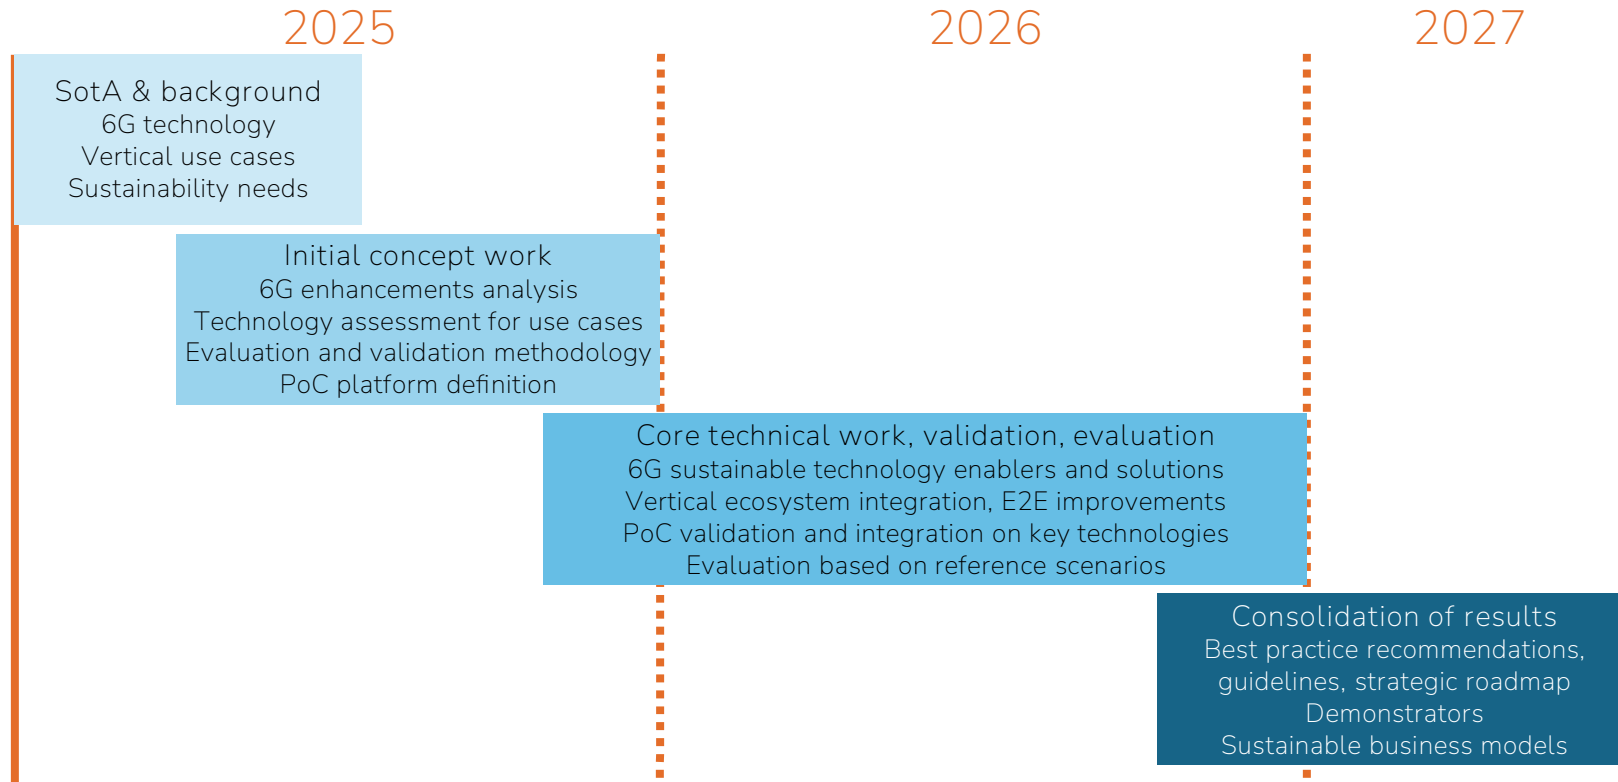 2025
2026
2027
SotA & background
6G technology
Vertical use cases
Sustainability needs
Initial concept work
6G enhancements analysis
Technology assessment for use cases
Evaluation and validation methodology
PoC platform definition
Core technical work, validation, evaluation
6G sustainable technology enablers and solutions
Vertical ecosystem integration, E2E improvements
PoC validation and integration on key technologies
Evaluation based on reference scenarios
Consolidation of results
Best practice recommendations,
guidelines, strategic roadmap
Demonstrators
Sustainable business models